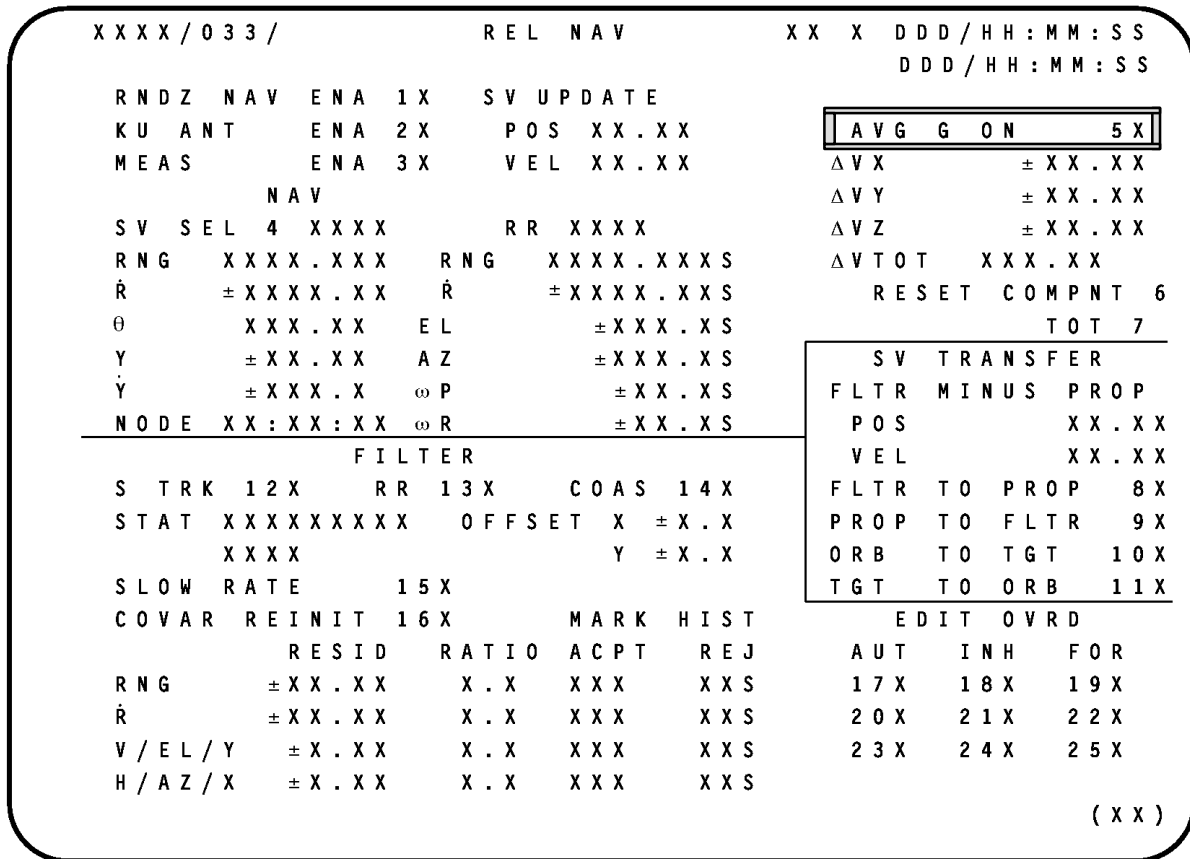 XXXX/033/ REL NAV XX X DDD/HH:MM:SS
DDD/HH:MM:SS
RNDZ NAV ENA 1X SV UPDATE
KU ANT ENA 2X POS XX.XX AVG G ON 5X
MEAS ENA 3X VEL XX.XX ΔVX ±XX.XX
NAV ΔVY ±XX.XX
SV SEL 4 XXXX RR XXXX ΔVZ ±XX.XX
RNG XXXX.XXX RNG XXXX.XXXS ΔVTOT XXX.XX
Ṙ ±XXXX.XX Ṙ ±XXXX.XXS RESET COMPNT 6
θ XXX.XX EL ±XXX.XS TOT 7
Y ±XX.XX AZ ±XXX.XS SV TRANSFER
Ẏ ±XXX.X ωP ±XX.XS FLTR MINUS PROP
NODE XX:XX:XX ωR ±XX.XS POS XX.XX
FILTER VEL XX.XX
S TRK 12X RR 13X COAS 14X FLTR TO PROP 8X
STAT XXXXXXXXX OFFSET X ±X.X PROP TO FLTR 9X
XXXX Y ±X.X ORB TO TGT 10X
SLOW RATE 15X TGT TO ORB 11X
COVAR REINIT 16X MARK HIST EDIT OVRD
RESID RATIO ACPT REJ AUT INH FOR
RNG ±XX.XX X.X XXX XXS 17X 18X 19X
Ṙ ±XX.XX X.X XXX XXS 20X 21X 22X
V/EL/Y ±X.XX X.X XXX XXS 23X 24X 25X
H/AZ/X ±X.XX X.X XXX XXS
(XX)